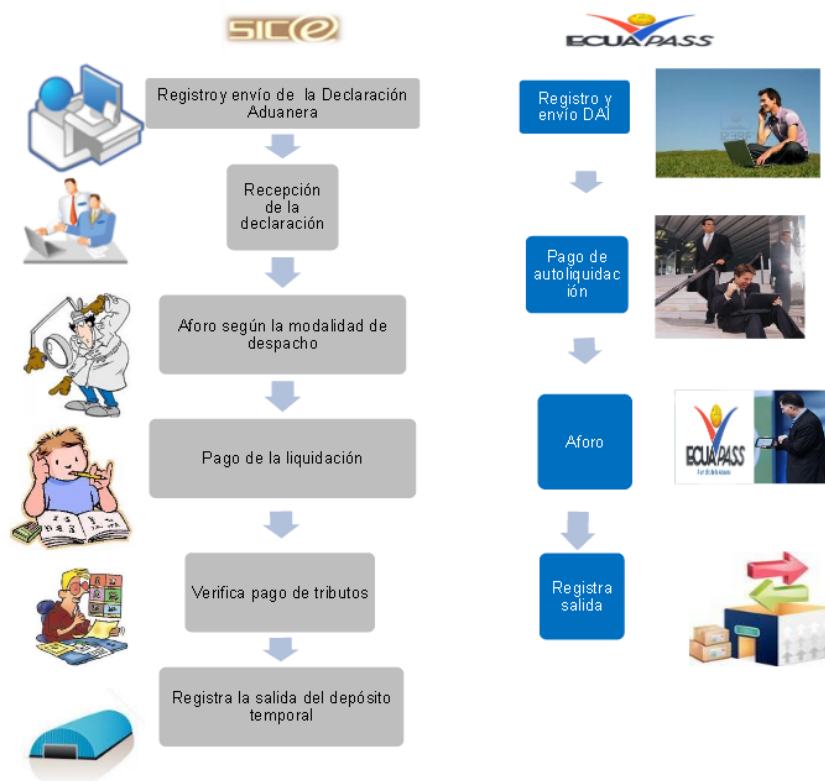 SICE
Registro y envío de la Declaración
Aduanera
Recepción
de la
declaración
Aforo según la modalidad de
despacho
Pago de la liquidación
Verifica pago de tributos
Registra la salida del depósito
temporal
ECUAPASS
Registro y
envío DAI
Pago de
autoliquidac
ión
Aforo
ECUAPASS
Registra
salida